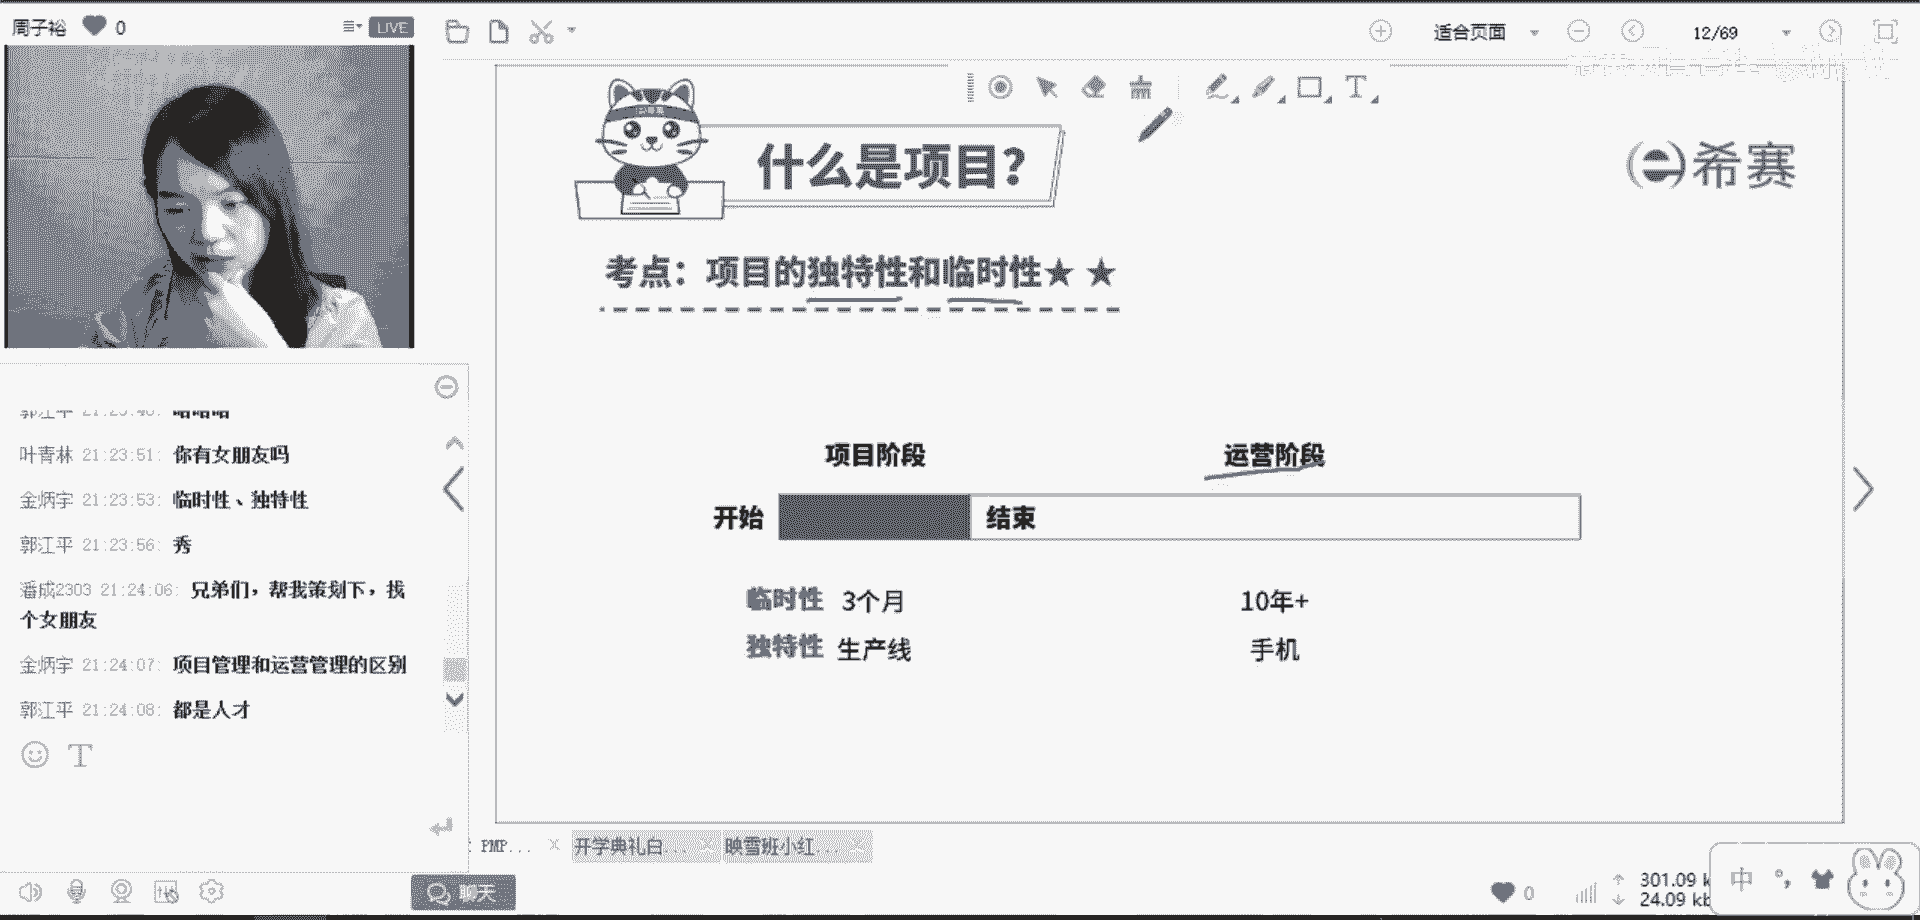 周子裕 0
LIVE
适合页面
12/69
什么是项目?
希赛
考点：项目的独特性和临时性★★
项目阶段
运营阶段
开始
结束
临时性 3个月
10年+
独特性 生产线
手机
叶青林 21:23:51: 你有女朋友吗
金炳宇 21:23:53: 临时性、独特性
郭江平 21:23:56: 秀
潘成2303 21:24:06: 兄弟们，帮我策划下，找
个女朋友
金炳宇 21:24:07: 项目管理和运营管理的区别
郭江平 21:24:08: 都是人才
PMP...
开学典礼白...
映雪班小红...
聊天
0
301.09 k
24.09 kb
中